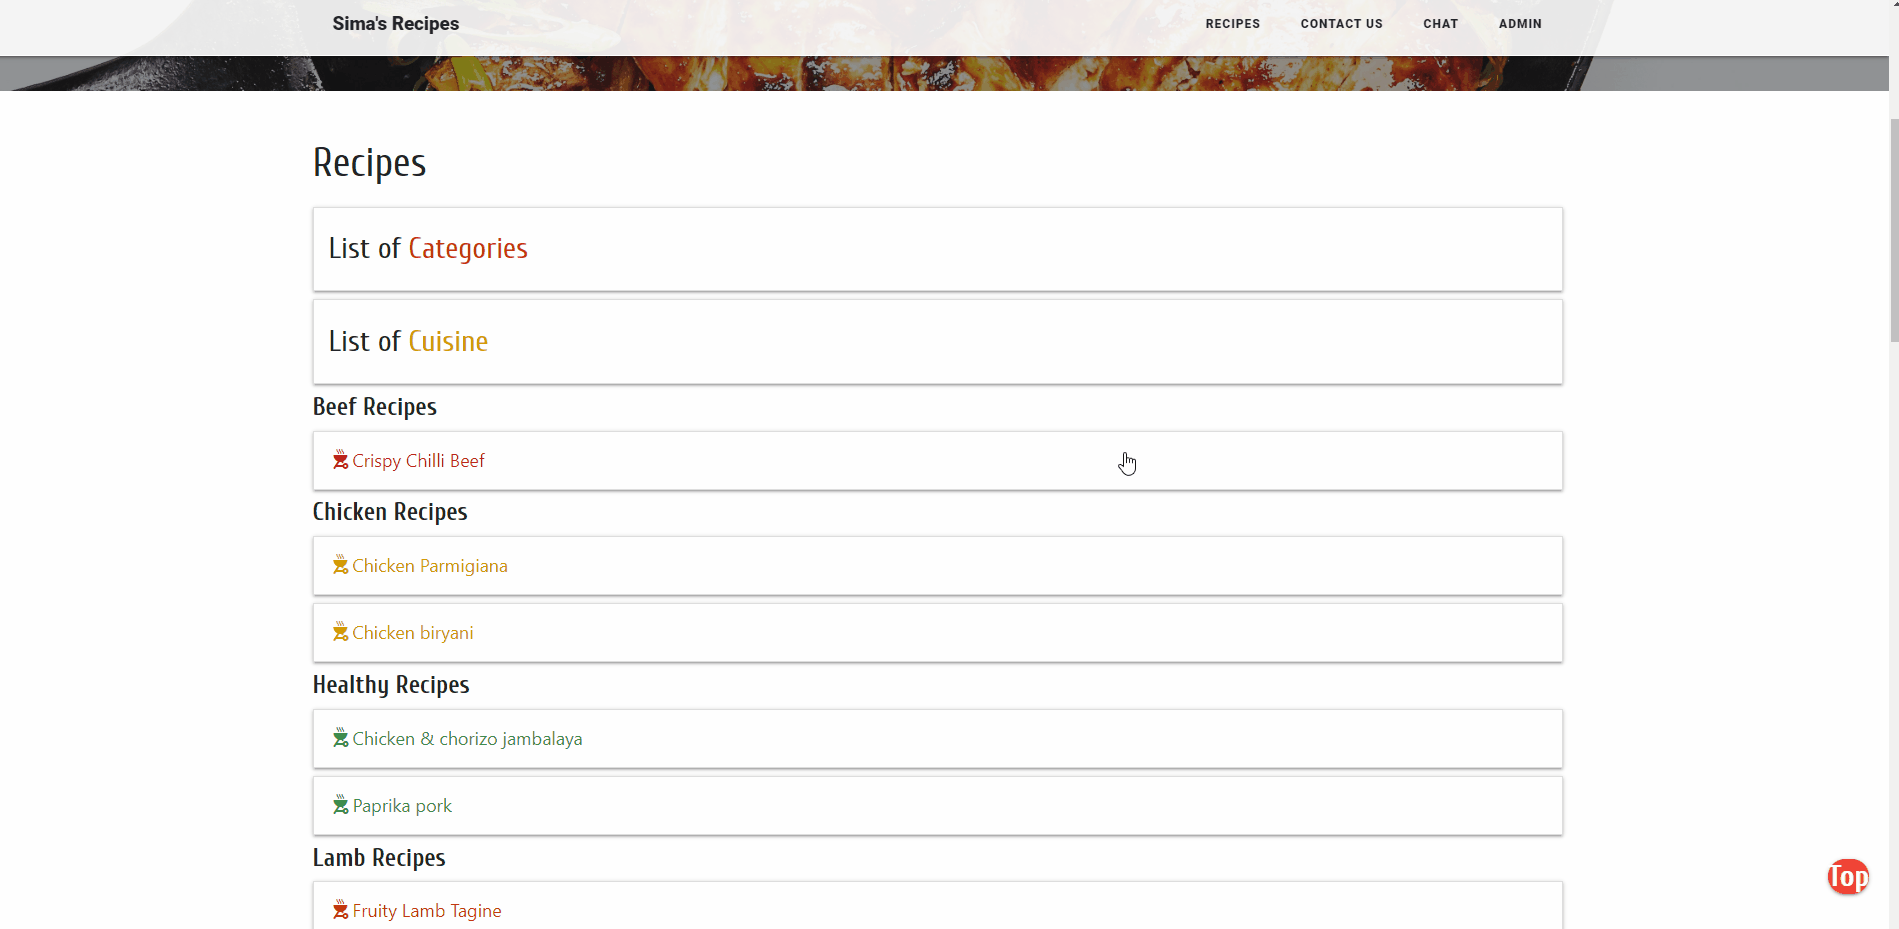 Sima's Recipes
RECIPES CONTACT US CHAT ADMIN
Recipes
List of Categories
List of Cuisine
Beef Recipes
Crispy Chilli Beef
Chicken Recipes
Chicken Parmigiana
Chicken biryani
Healthy Recipes
Chicken & chorizo jambalaya
Paprika pork
Lamb Recipes
Fruity Lamb Tagine
Top